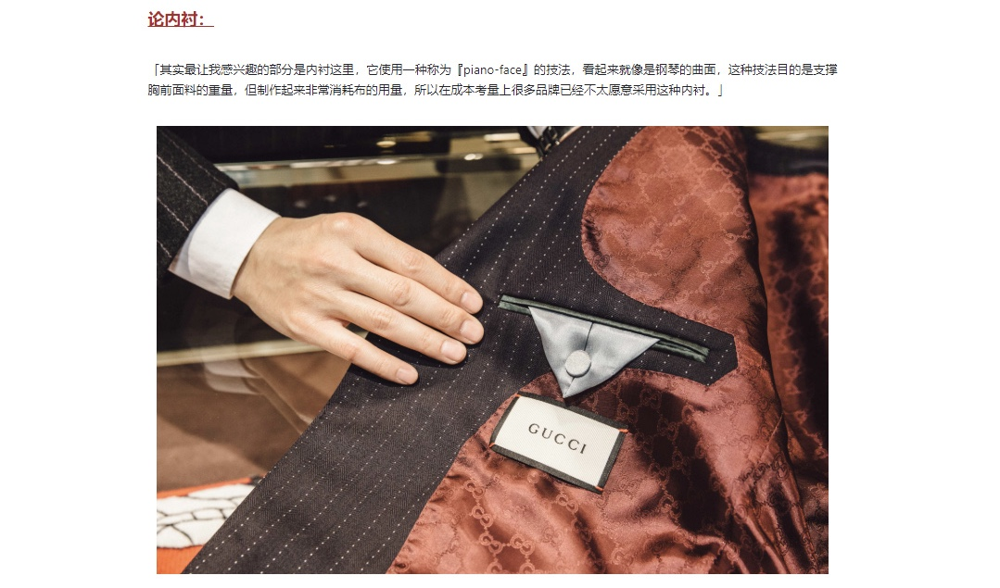 论内衬：
「其实最让我感兴趣的部分是内衬这里，它使用一种称为『piano-face』的技法，看起来就像是钢琴的曲面，这种技法目的是支撑
胸前面料的重量，但制作起来非常消耗布的用量，所以在成本考量上很多品牌已经不太愿意采用这种内衬。」
GUCCI